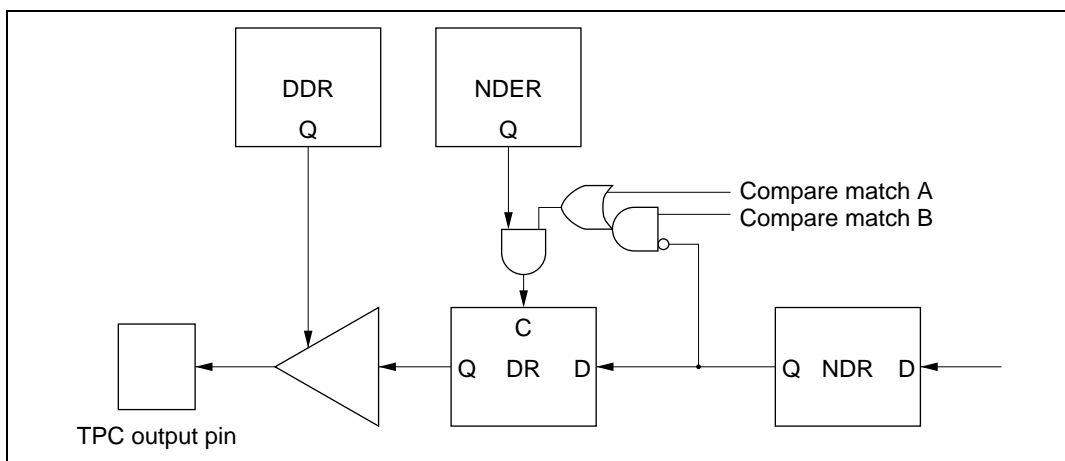 DDR
Q
NDER
Q
Compare match A
Compare match B
C
Q DR D
Q NDR D
TPC output pin